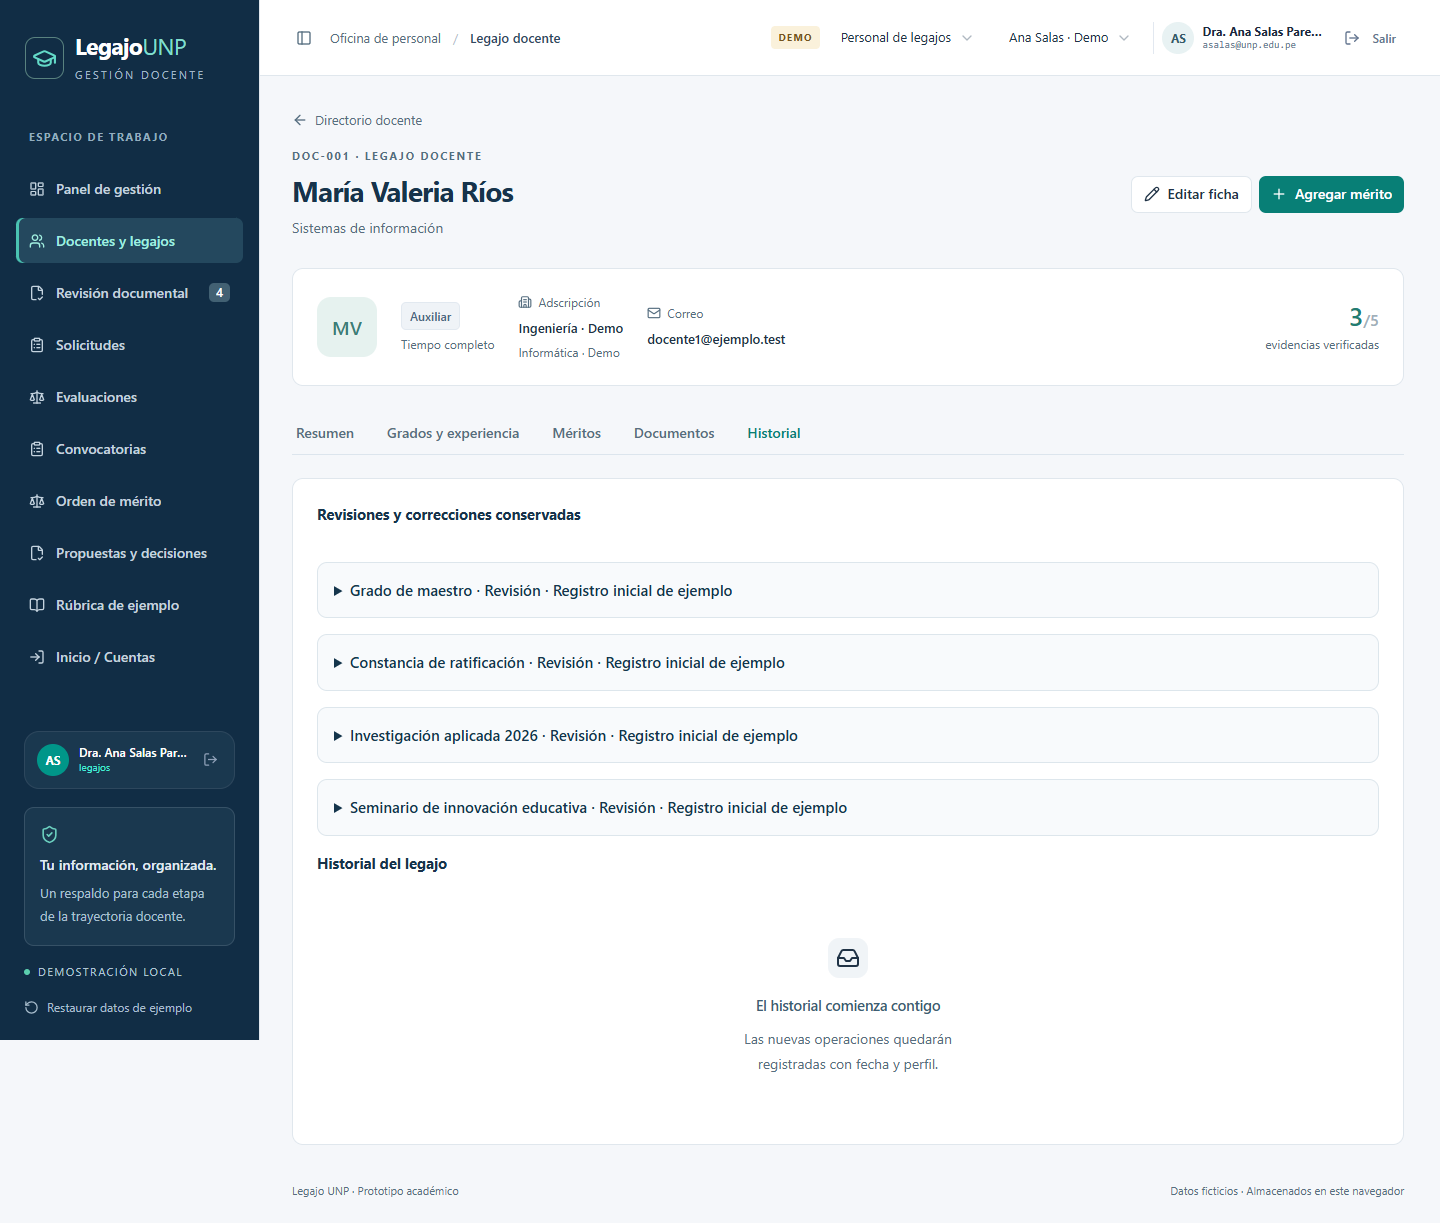 LegajoUNP
GESTIÓN DOCENTE
ESPACIO DE TRABAJO
Panel de gestión
Docentes y legajos
Revisión documental 4
Solicitudes
Evaluaciones
Convocatorias
Orden de mérito
Propuestas y decisiones
Rúbrica de ejemplo
Inicio / Cuentas
AS Dra. Ana Salas Par...
legajos
Tu información, organizada.
Un respaldo para cada etapa
de la trayectoria docente.
DEMOSTRACIÓN LOCAL
Restaurar datos de ejemplo
Oficina de personal / Legajo docente
DEMO
Personal de legajos
Ana Salas · Demo
AS Dra. Ana Salas Pare...
asalas@unp.edu.pe
Salir
Directorio docente
DOC-001 · LEGAJO DOCENTE
María Valeria Ríos
Sistemas de información
Editar ficha
Agregar mérito
MV
Auxiliar
Tiempo completo
Adscripción
Ingeniería · Demo
Informática · Demo
Correo
docente1@ejemplo.test
3/5
evidencias verificadas
Resumen Grados y experiencia Méritos Documentos Historial
Revisiones y correcciones conservadas
Grado de maestro · Revisión · Registro inicial de ejemplo
Constancia de ratificación · Revisión · Registro inicial de ejemplo
Investigación aplicada 2026 · Revisión · Registro inicial de ejemplo
Seminario de innovación educativa · Revisión · Registro inicial de ejemplo
Historial del legajo
El historial comienza contigo
Las nuevas operaciones quedarán
registradas con fecha y perfil.
Legajo UNP · Prototipo académico
Datos ficticios · Almacenados en este navegador